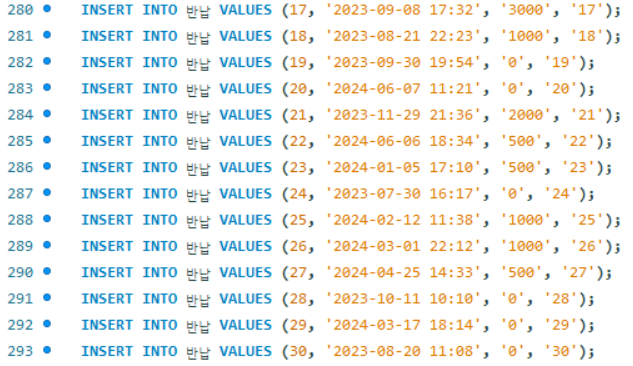 280 INSERT INTO 반납 VALUES (17, '2023-09-08 17:32', '3000', '17');
281 INSERT INTO 반납 VALUES (18, '2023-08-21 22:23', '1000', '18');
282 INSERT INTO 반납 VALUES (19, '2023-09-30 19:54', '0', '19');
283 INSERT INTO 반납 VALUES (20, '2024-06-07 11:21', '0', '20');
284 INSERT INTO 반납 VALUES (21, '2023-11-29 21:36', '2000', '21');
285 INSERT INTO 반납 VALUES (22, '2024-06-06 18:34', '500', '22');
286 INSERT INTO 반납 VALUES (23, '2024-01-05 17:10', '500', '23');
287 INSERT INTO 반납 VALUES (24, '2023-07-30 16:17', '0', '24');
288 INSERT INTO 반납 VALUES (25, '2024-02-12 11:38', '1000', '25');
289 INSERT INTO 반납 VALUES (26, '2024-03-01 22:12', '1000', '26');
290 INSERT INTO 반납 VALUES (27, '2024-04-25 14:33', '500', '27');
291 INSERT INTO 반납 VALUES (28, '2023-10-11 10:10', '0', '28');
292 INSERT INTO 반납 VALUES (29, '2024-03-17 18:14', '0', '29');
293 INSERT INTO 반납 VALUES (30, '2023-08-20 11:08', '0', '30');